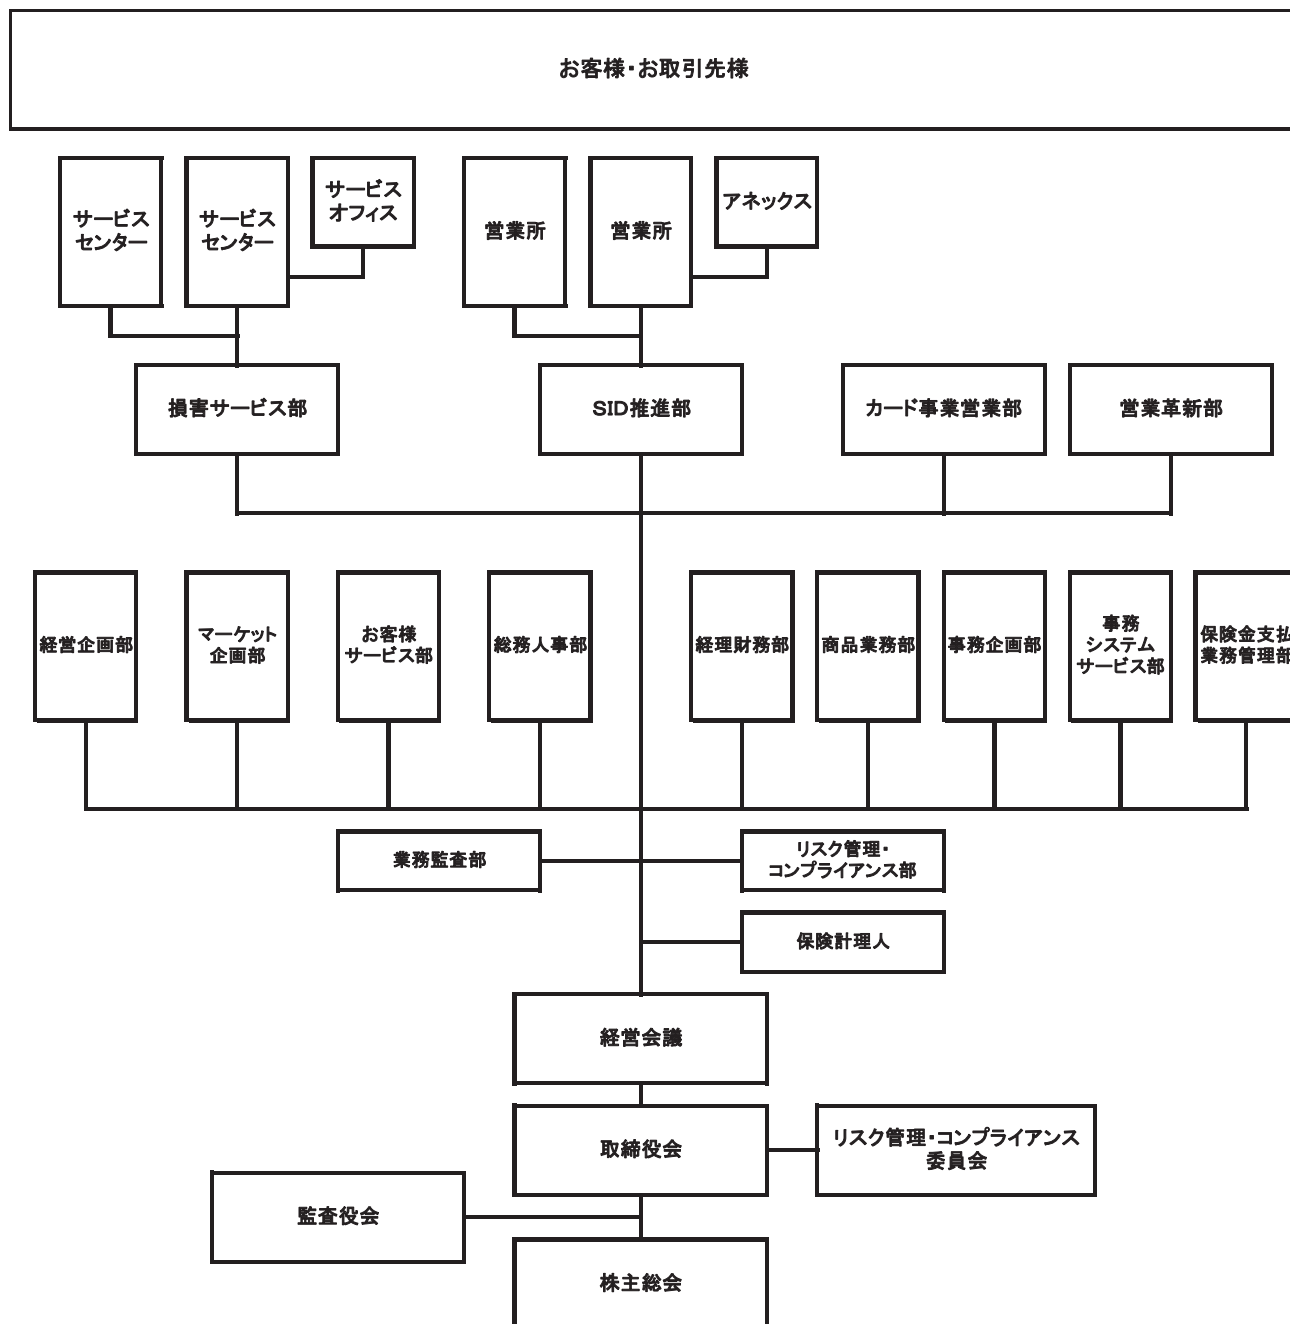 お客様・お取引先様
サービス
センター
サービス
センター
サービス
オフィス
営業所
営業所
アネックス
損害サービス部
SID推進部
カード事業営業部
営業革新部
経営企画部
マーケット
企画部
お客様
サービス部
総務人事部
経理財務部
商品業務部
事務企画部
事務
システム
サービス部
保険金支払
業務管理部
業務監査部
リスク管理・
コンプライアンス部
保険計理人
経営会議
取締役会
リスク管理・コンプライアンス
委員会
監査役会
株主総会